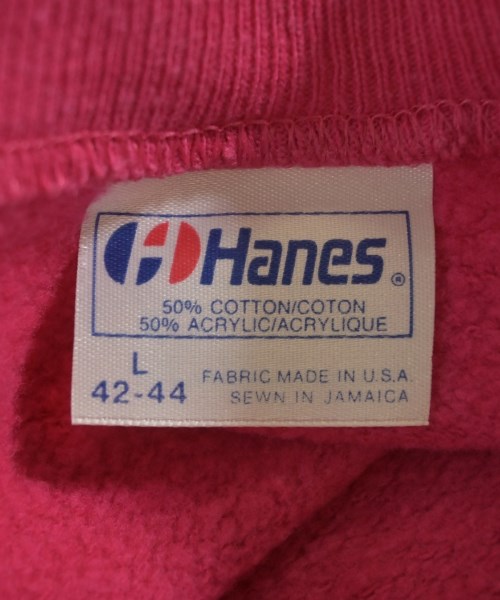 Hanes®
50% COTTON/COTON
50% ACRYLIC/ACRYLIQUE
L
42-44
FABRIC MADE IN U.S.A.
SEWN IN JAMAICA